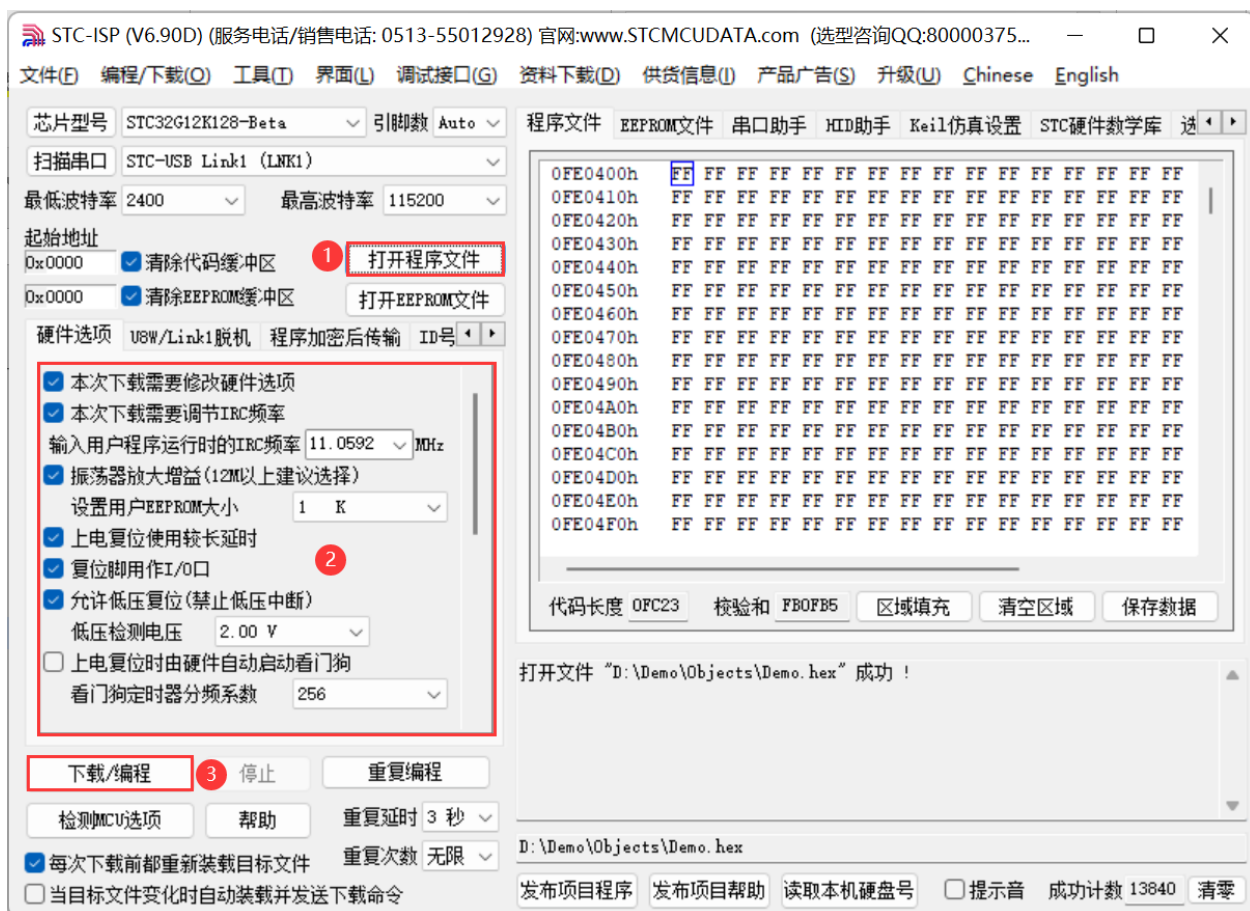 STC-ISP (V6.90D) (服务电话/销售电话: 0513-55012928) 官网:www.STCMCUDATA.com (选型咨询QQ:80000375...
文件(F) 编程/下载(O) 工具(T) 界面(L) 调试接口(G) 资料下载(D) 供货信息(I) 产品广告(S) 升级(U) Chinese English
芯片型号 STC32G12K128-Beta 引脚数 Auto
扫描串口 STC-USB Link1 (LNK1)
最低波特率 2400 最高波特率 115200
起始地址
0x0000 清除代码缓冲区 1 打开程序文件
0x0000 清除EEPROM缓冲区 打开EEPROM文件
硬件选项 U8W/Link1脱机 程序加密后传输 ID号
本次下载需要修改硬件选项
本次下载需要调节IRC频率
输入用户程序运行时的IRC频率 11.0592 MHz
振荡器放大增益(12M以上建议选择)
设置用户EEPROM大小 1 K
上电复位使用较长延时
2
复位脚用作I/O口
允许低压复位(禁止低压中断)
低压检测电压 2.00 V
上电复位时由硬件自动启动看门狗
看门狗定时器分频系数 256
下载/编程 3 停止 重复编程
检测MCU选项 帮助 重复延时 3 秒
每次下载前都重新装载目标文件 重复次数 无限
当目标文件变化时自动装载并发送下载命令
程序文件 EEPROM文件 串口助手 HID助手 Keil仿真设置 STC硬件数学库 选
0FE0400h FF FF FF FF FF FF FF FF FF FF FF FF FF FF FF FF
0FE0410h FF FF FF FF FF FF FF FF FF FF FF FF FF FF FF FF
0FE0420h FF FF FF FF FF FF FF FF FF FF FF FF FF FF FF FF
0FE0430h FF FF FF FF FF FF FF FF FF FF FF FF FF FF FF FF
0FE0440h FF FF FF FF FF FF FF FF FF FF FF FF FF FF FF FF
0FE0450h FF FF FF FF FF FF FF FF FF FF FF FF FF FF FF FF
0FE0460h FF FF FF FF FF FF FF FF FF FF FF FF FF FF FF FF
0FE0470h FF FF FF FF FF FF FF FF FF FF FF FF FF FF FF FF
0FE0480h FF FF FF FF FF FF FF FF FF FF FF FF FF FF FF FF
0FE0490h FF FF FF FF FF FF FF FF FF FF FF FF FF FF FF FF
0FE04A0h FF FF FF FF FF FF FF FF FF FF FF FF FF FF FF FF
0FE04B0h FF FF FF FF FF FF FF FF FF FF FF FF FF FF FF FF
0FE04C0h FF FF FF FF FF FF FF FF FF FF FF FF FF FF FF FF
0FE04D0h FF FF FF FF FF FF FF FF FF FF FF FF FF FF FF FF
0FE04E0h FF FF FF FF FF FF FF FF FF FF FF FF FF FF FF FF
0FE04F0h FF FF FF FF FF FF FF FF FF FF FF FF FF FF FF FF
代码长度 0FC23 校验和 FB0FB5 区域填充 清空区域 保存数据
打开文件 "D:\Demo\Objects\Demo.hex" 成功 !
D:\Demo\Objects\Demo.hex
发布项目程序 发布项目帮助 读取本机硬盘号 提示音 成功计数 13840 清零